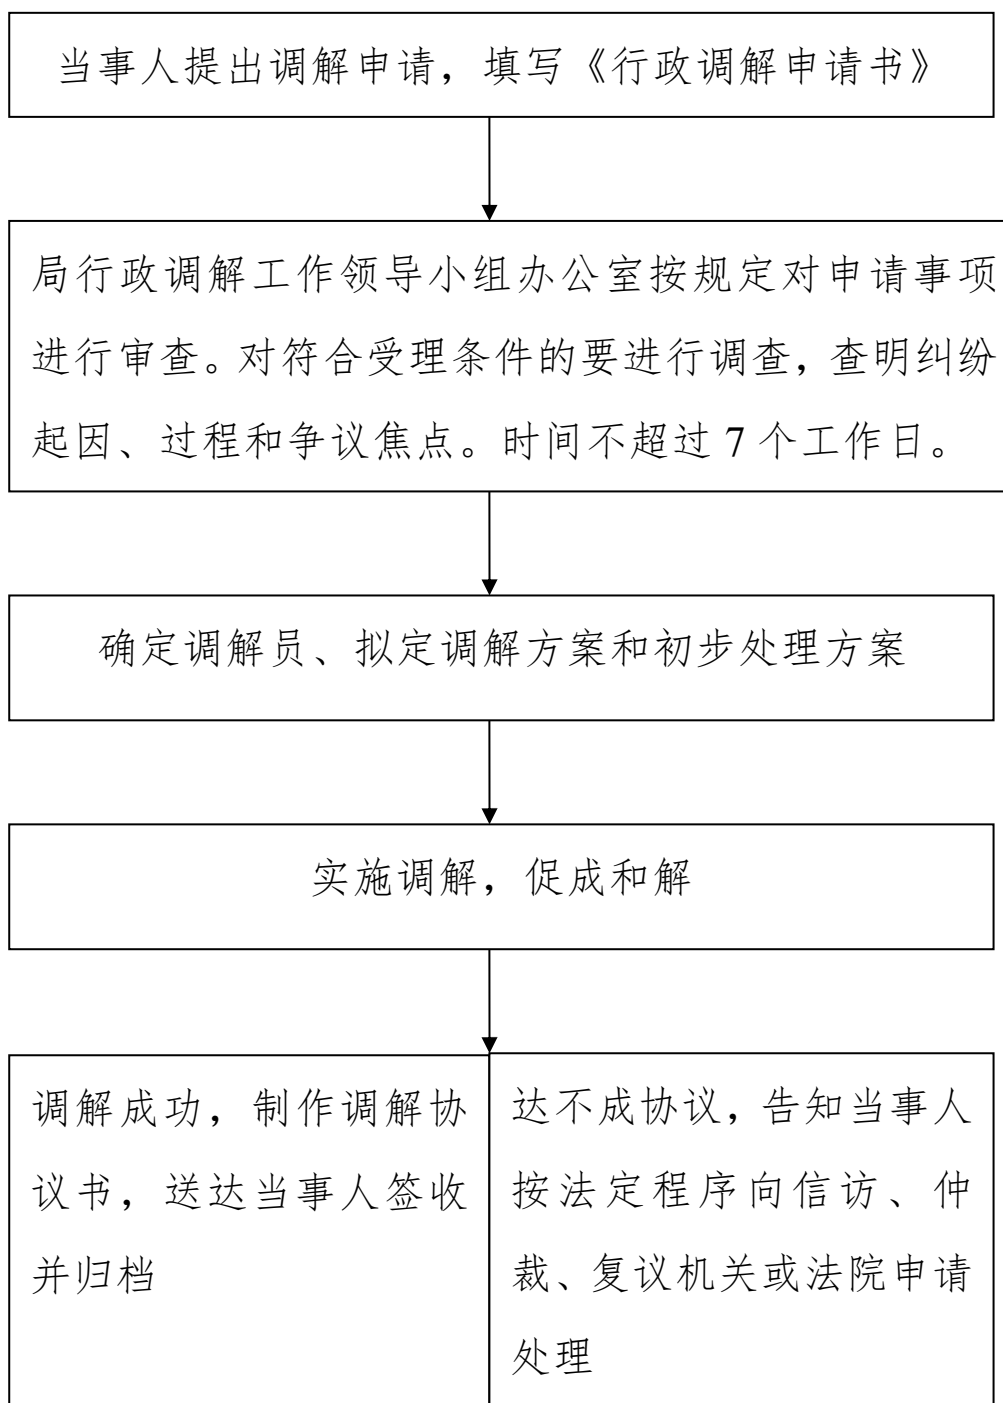 当事人提出调解申请，填写《行政调解申请书》
局行政调解工作领导小组办公室按规定对申请事项
进行审查。对符合受理条件的要进行调查，查明纠纷
起因、过程和争议焦点。时间不超过 7 个工作日。
确定调解员、拟定调解方案和初步处理方案
实施调解，促成和解
调解成功，制作调解协
议书，送达当事人签收
并归档
达不成协议，告知当事人
按法定程序向信访、仲
裁、复议机关或法院申请
处理